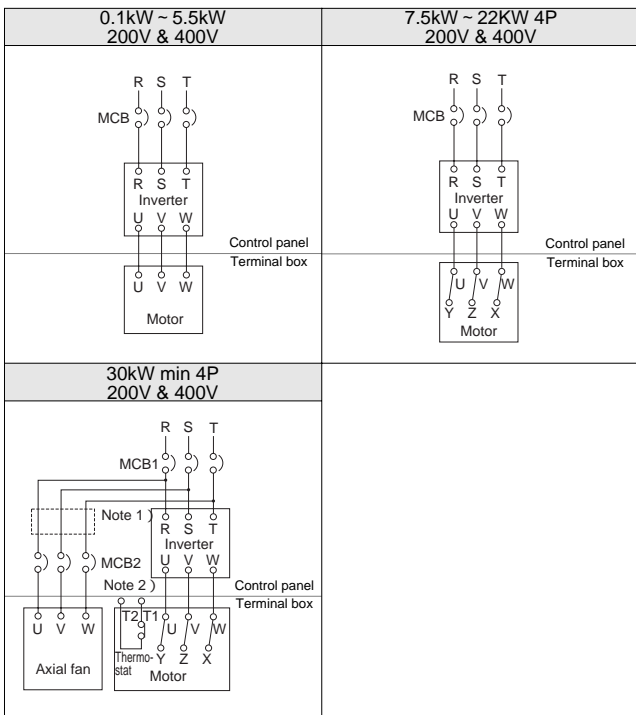 0.1kW ~ 5.5kW
200V & 400V
R S T
MCB
R S T
Inverter
U V W
Control panel
Terminal box
U V W
Motor
7.5kW ~ 22KW 4P
200V & 400V
R S T
MCB
R S T
Inverter
U V W
Control panel
Terminal box
U V W
Y Z X
Motor
30kW min 4P
200V & 400V
R S T
MCB1
Note 1 )
R S T
Inverter
U V W
MCB2
Note 2 )
Control panel
Terminal box
U V W
Axial fan
T2 T1 U V W
Thermo-
stat
Y Z X
Motor